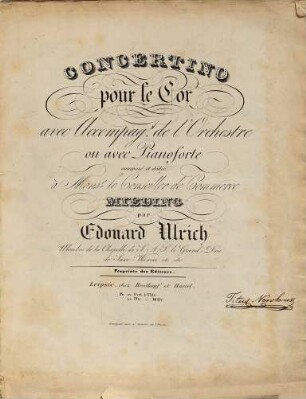 CONCERTINO
pour le Cor
avec Accompagt. de l'Orchestre
ou avec Pianoforte
composé et dédié
à Monsr. le Conseiller de Commerce
MIEDING
par
Edouard Ulrich
Membre de la Chapelle de S. A. I. le Grand-Duc
de Saxe-Weimar etc. etc.
Propriété des Editeurs.
Leipsic, chez Breitkopf et Härtel.